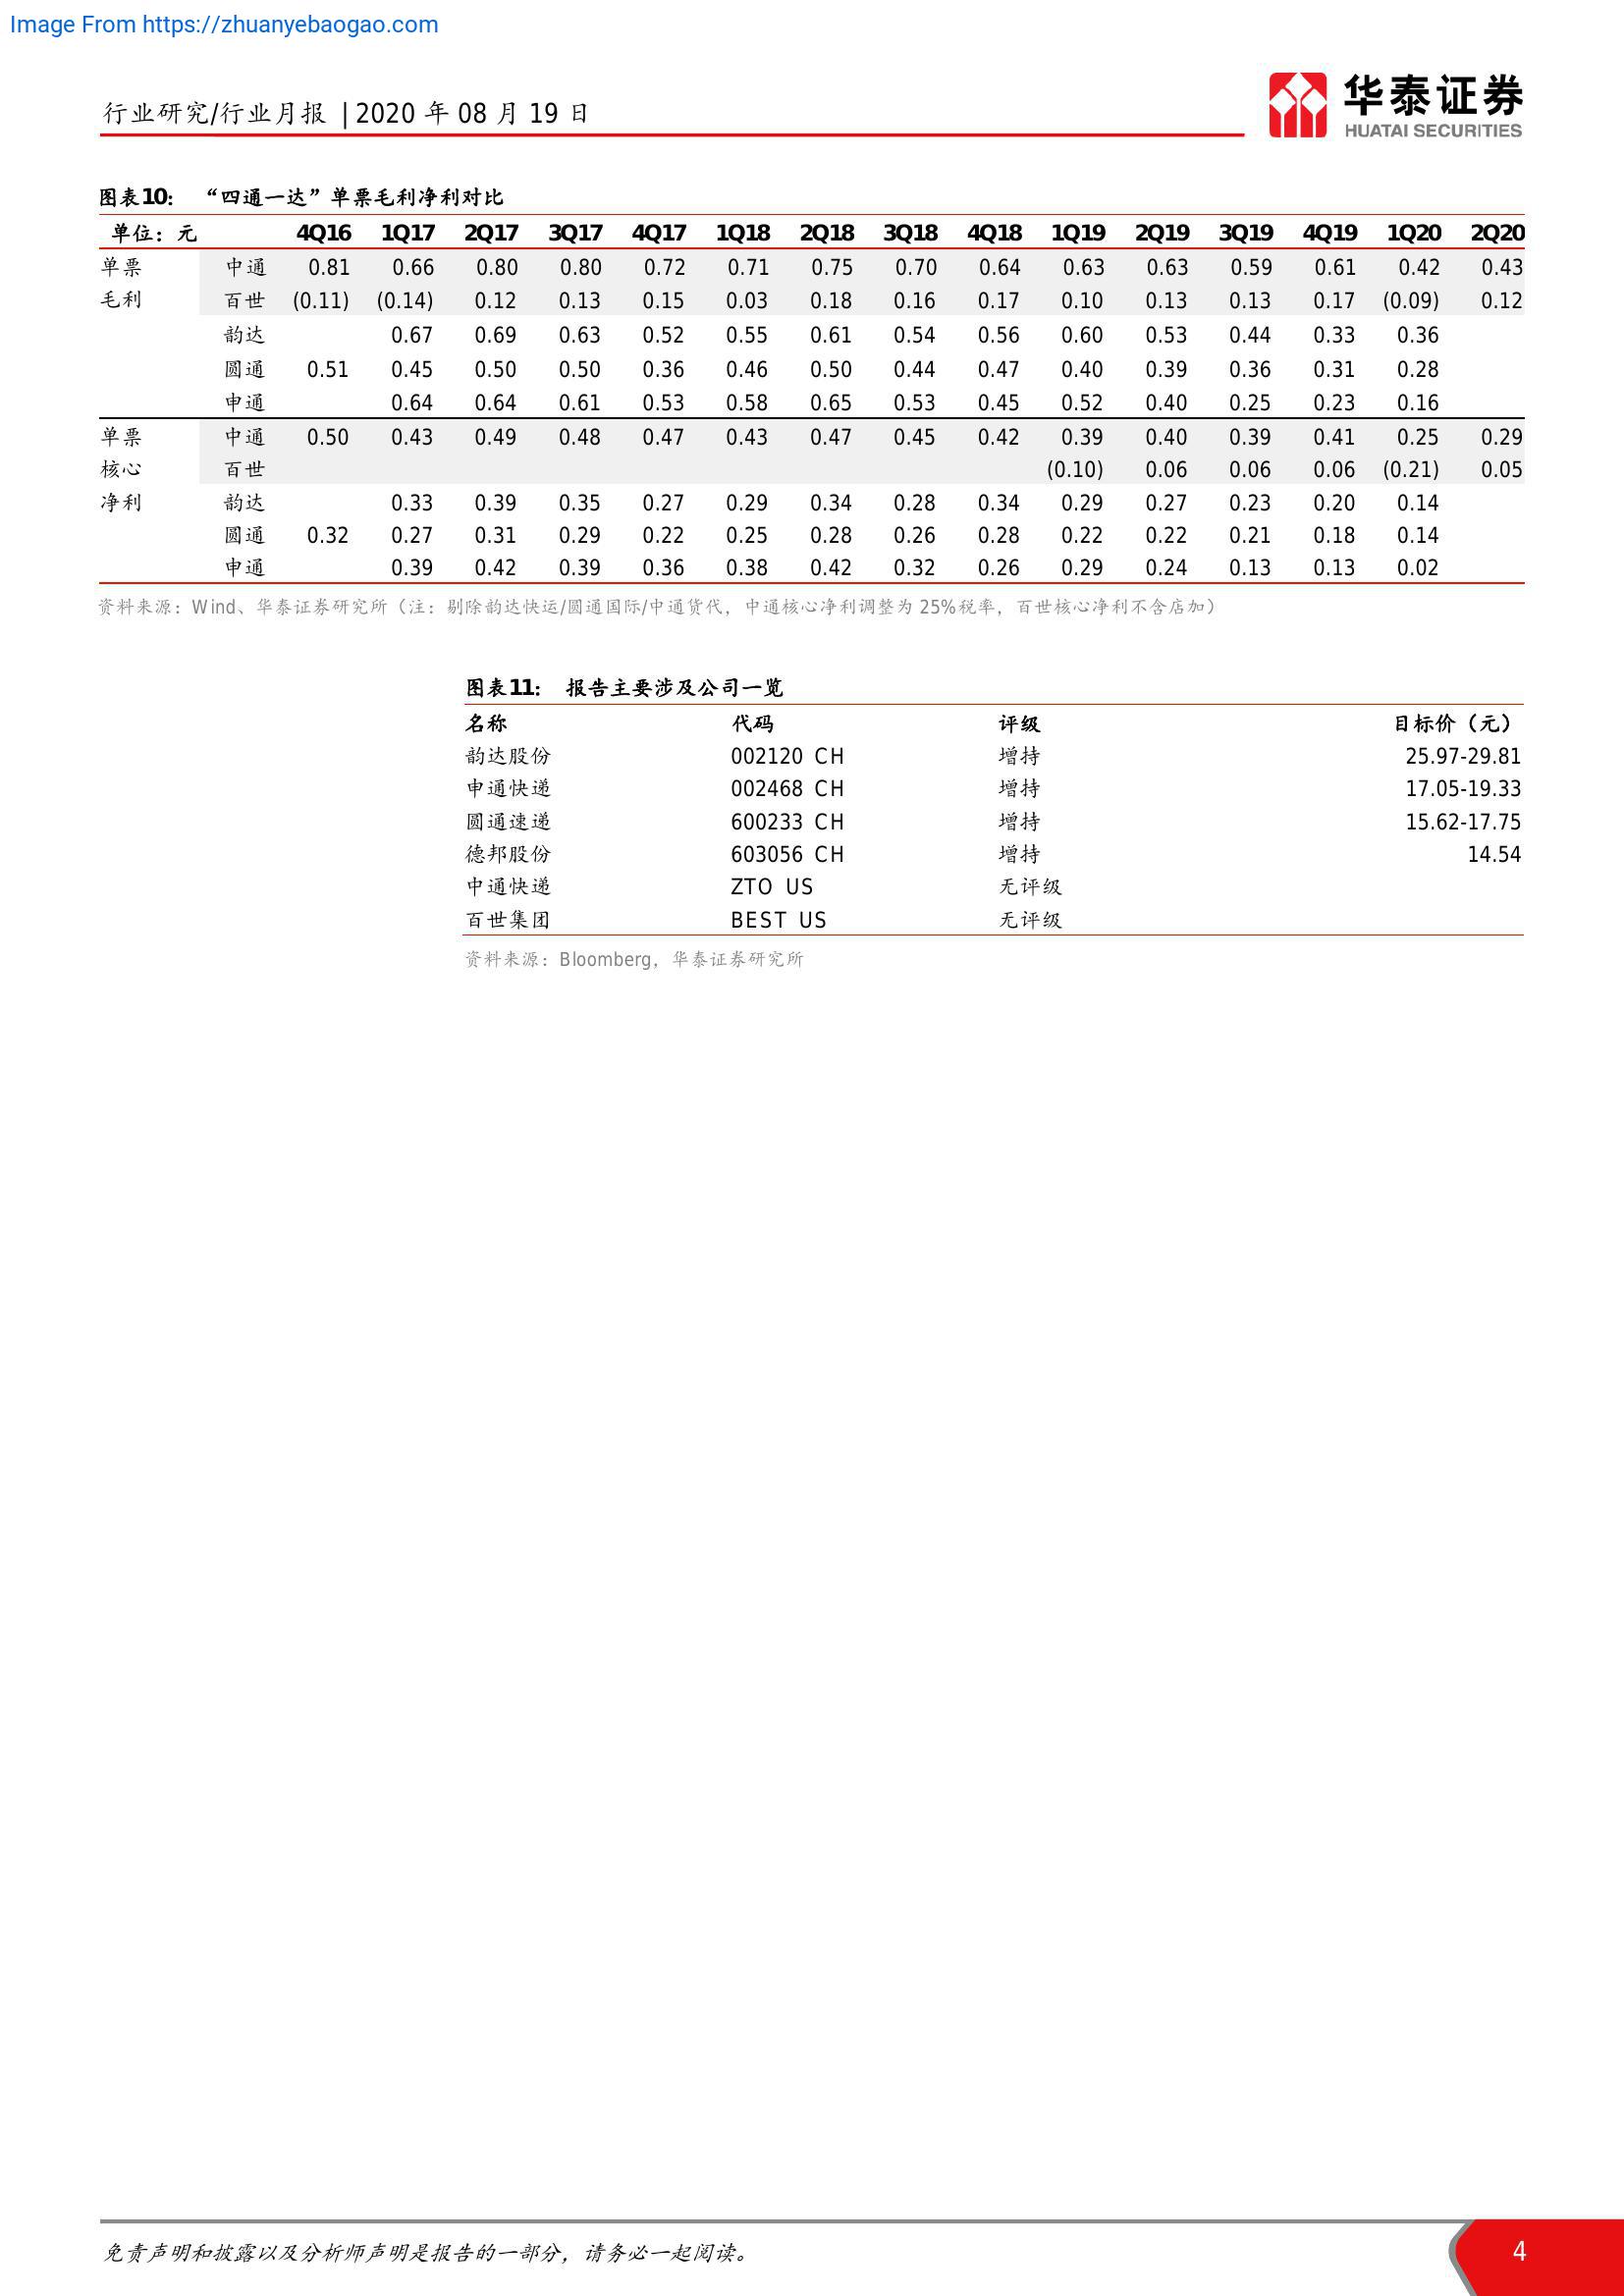 Image From https://zhuanyebaogao.com
行业研究/行业月报 | 2020 年 08 月 19 日
华泰证券
HUATAI SECURITIES
图表10： “四通一达”单票毛利净利对比
单位：元 4Q16 1Q17 2Q17 3Q17 4Q17 1Q18 2Q18 3Q18 4Q18 1Q19 2Q19 3Q19 4Q19 1Q20 2Q20
单票 中通 0.81 0.66 0.80 0.80 0.72 0.71 0.75 0.70 0.64 0.63 0.63 0.59 0.61 0.42 0.43
毛利 百世 (0.11) (0.14) 0.12 0.13 0.15 0.03 0.18 0.16 0.17 0.10 0.13 0.13 0.17 (0.09) 0.12
韵达 0.67 0.69 0.63 0.52 0.55 0.61 0.54 0.56 0.60 0.53 0.44 0.33 0.36
圆通 0.51 0.45 0.50 0.50 0.36 0.46 0.50 0.44 0.47 0.40 0.39 0.36 0.31 0.28
申通 0.64 0.64 0.61 0.53 0.58 0.65 0.53 0.45 0.52 0.40 0.25 0.23 0.16
单票 中通 0.50 0.43 0.49 0.48 0.47 0.43 0.47 0.45 0.42 0.39 0.40 0.39 0.41 0.25 0.29
核心 百世 (0.10) 0.06 0.06 0.06 (0.21) 0.05
净利 韵达 0.33 0.39 0.35 0.27 0.29 0.34 0.28 0.34 0.29 0.27 0.23 0.20 0.14
圆通 0.32 0.27 0.31 0.29 0.22 0.25 0.28 0.26 0.28 0.22 0.22 0.21 0.18 0.14
申通 0.39 0.42 0.39 0.36 0.38 0.42 0.32 0.26 0.29 0.24 0.13 0.13 0.02
资料来源：Wind、华泰证券研究所（注：剔除韵达快运/圆通国际/中通货代，中通核心净利调整为 25%税率，百世核心净利不含店加）
图表11： 报告主要涉及公司一览
名称 代码 评级 目标价（元）
韵达股份 002120 CH 增持 25.97-29.81
申通快递 002468 CH 增持 17.05-19.33
圆通速递 600233 CH 增持 15.62-17.75
德邦股份 603056 CH 增持 14.54
中通快递 ZTO US 无评级
百世集团 BEST US 无评级
资料来源：Bloomberg，华泰证券研究所
免责声明和披露以及分析师声明是报告的一部分，请务必一起阅读。
4